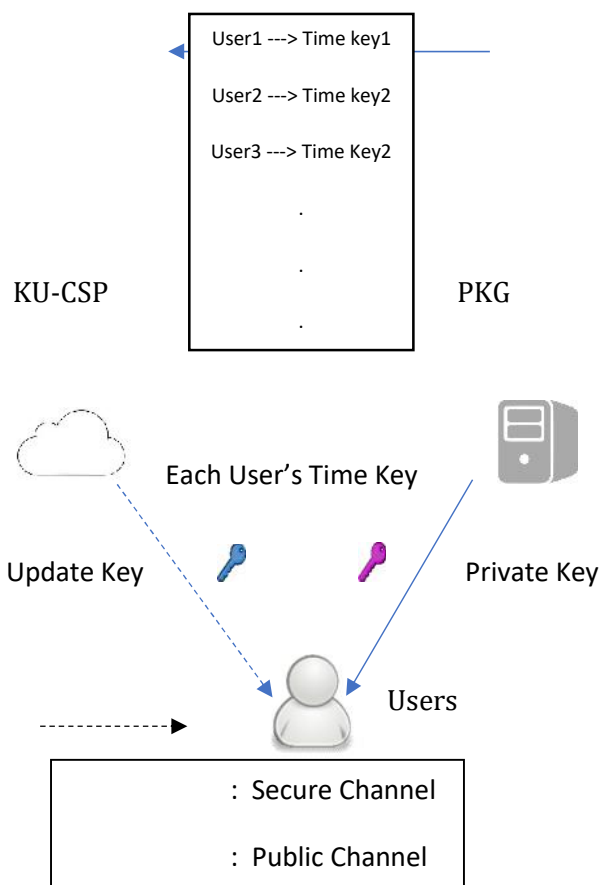 User1 ---> Time key1
User2 ---> Time key2
User3 ---> Time Key2
.
.
.
KU-CSP
PKG
Each User’s Time Key
Update Key
Private Key
Users
: Secure Channel
: Public Channel